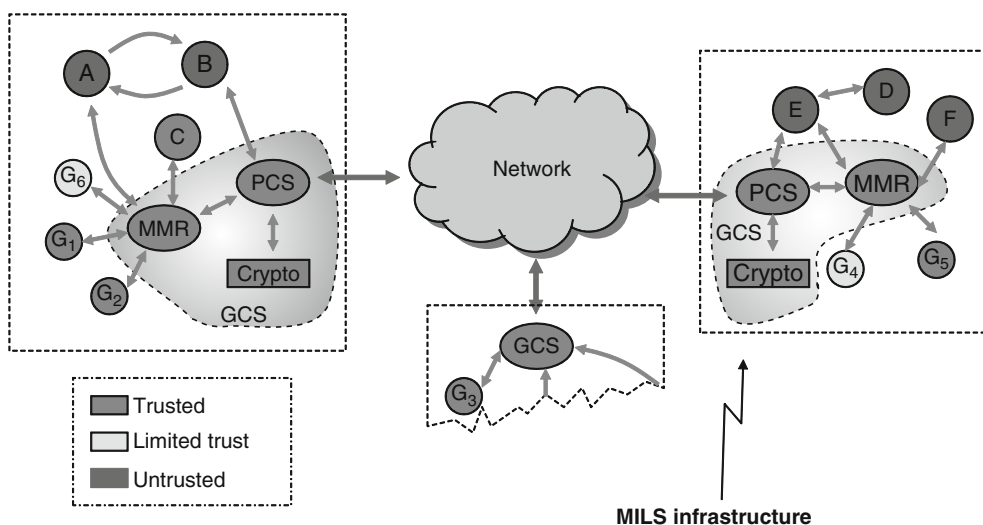 A
B
C
G6
G1
G2
MMR
PCS
Crypto
GCS
Network
GCS
G3
D
E
F
PCS
MMR
GCS
Crypto
G4
G5
Trusted
Limited trust
Untrusted
MILS infrastructure